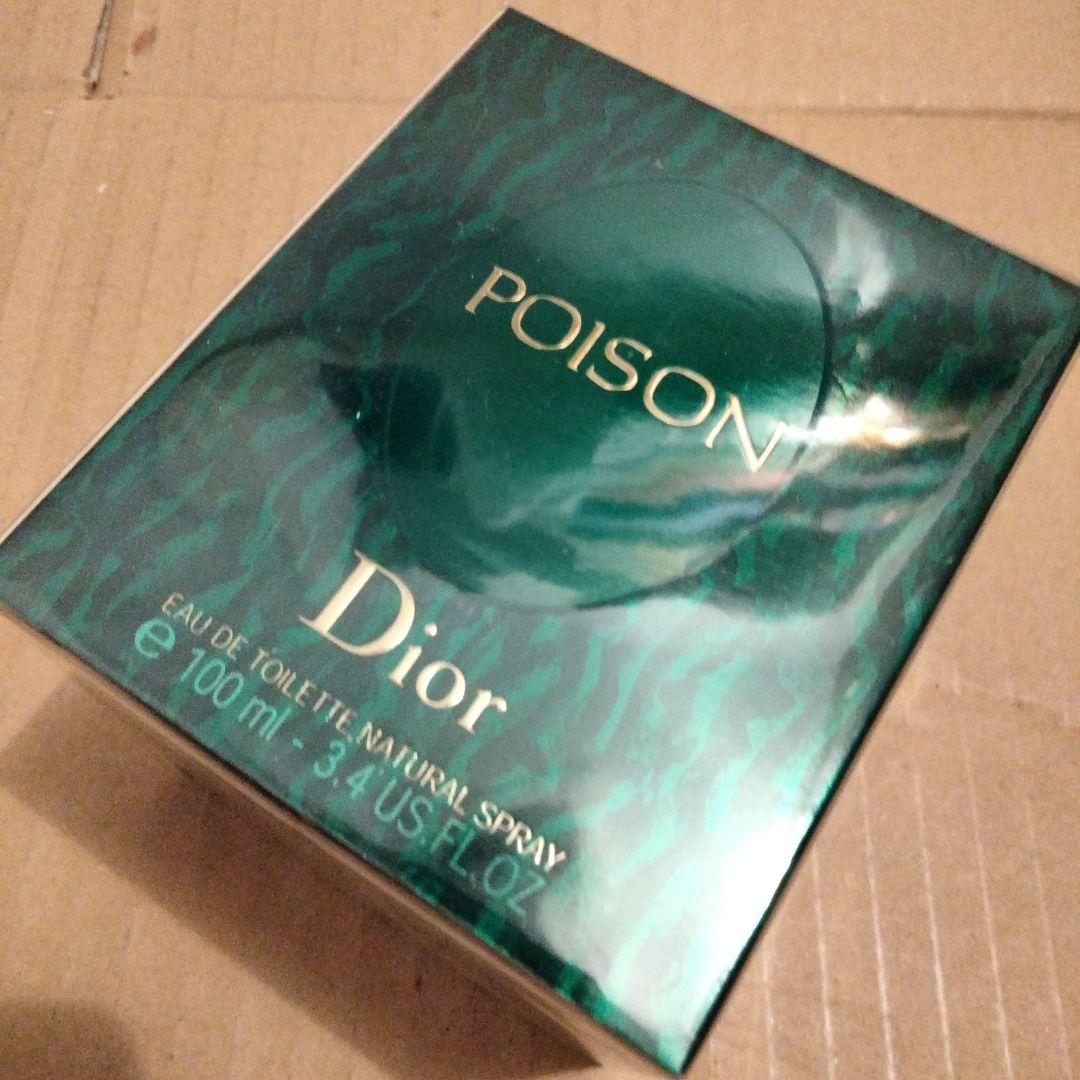 POISON
Dior
EAU DE TOILETTE NATURAL SPRAY
e 100 ml - 3.4 US.FL.OZ